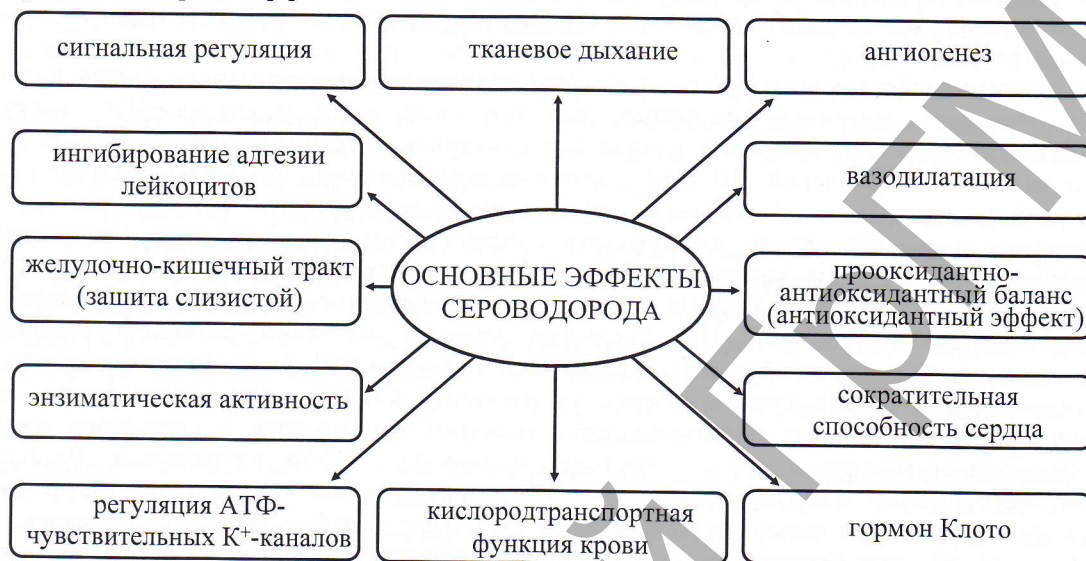 сигнальная регуляция
тканевое дыхание
ангиогенез
ингибирование адгезии
лейкоцитов
вазодилатация
желудочно-кишечный тракт
(зашита слизистой)
ОСНОВНЫЕ ЭФФЕКТЫ
СЕРОВОДОРОДА
прооксидантно-
антиоксидантный баланс
(антиоксидантный эффект)
энзиматическая активность
сократительная
способность сердца
регуляция АТФ-
чувствительных К⁺-каналов
кислородтранспортная
функция крови
гормон Клото
йГрГМ